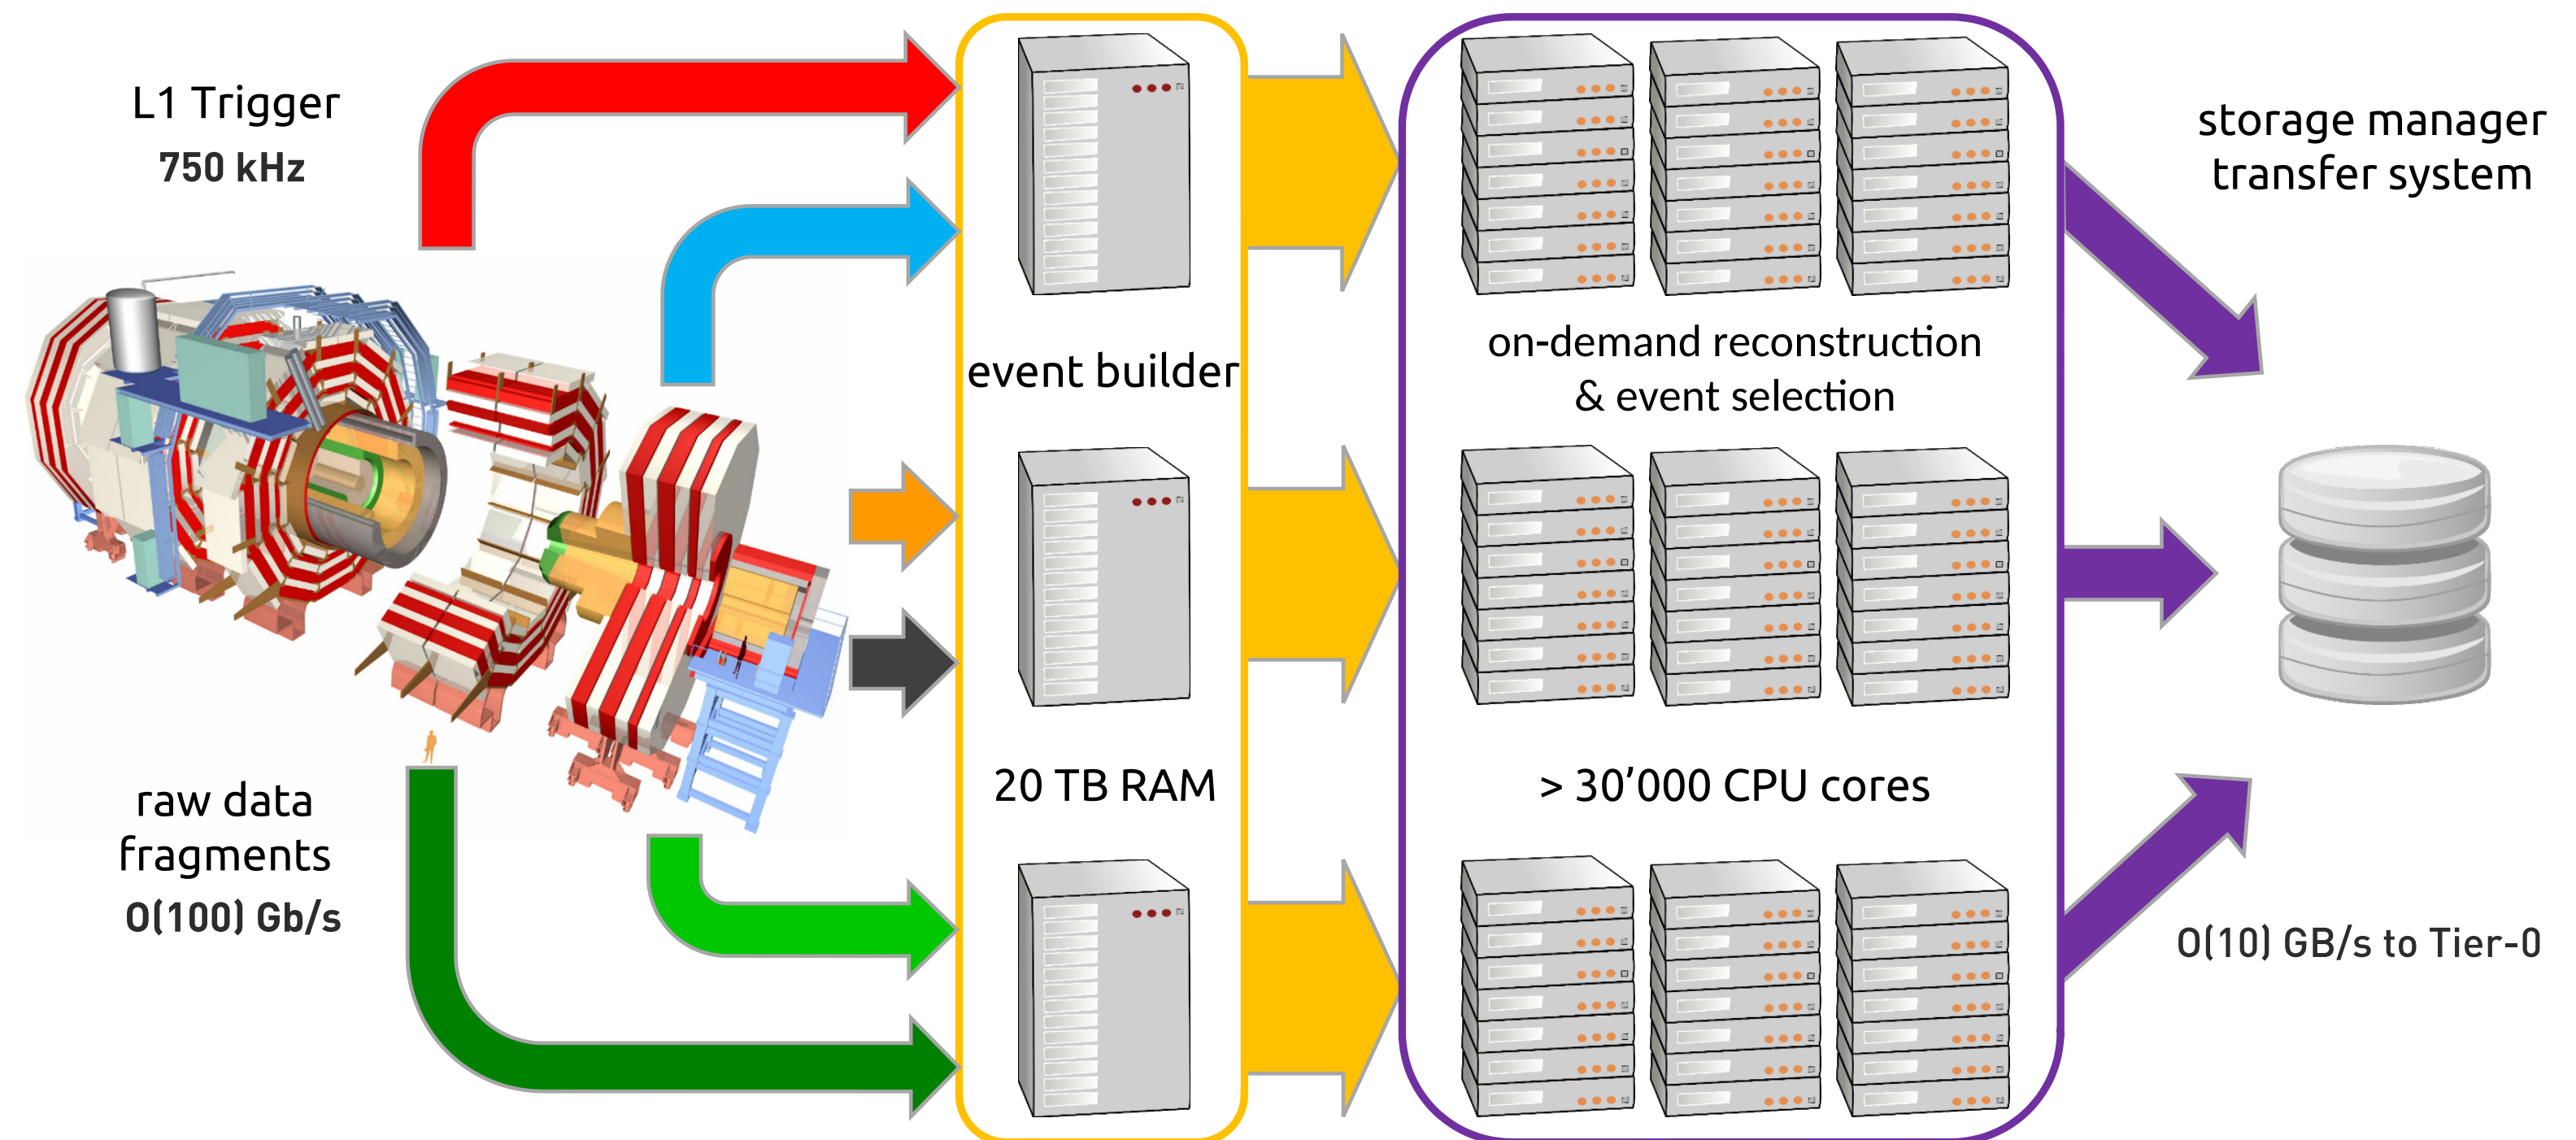 L1 Trigger
750 kHz
raw data
fragments
O(100) Gb/s
event builder
20 TB RAM
on-demand reconstruction
& event selection
> 30’000 CPU cores
storage manager
transfer system
O(10) GB/s to Tier-0